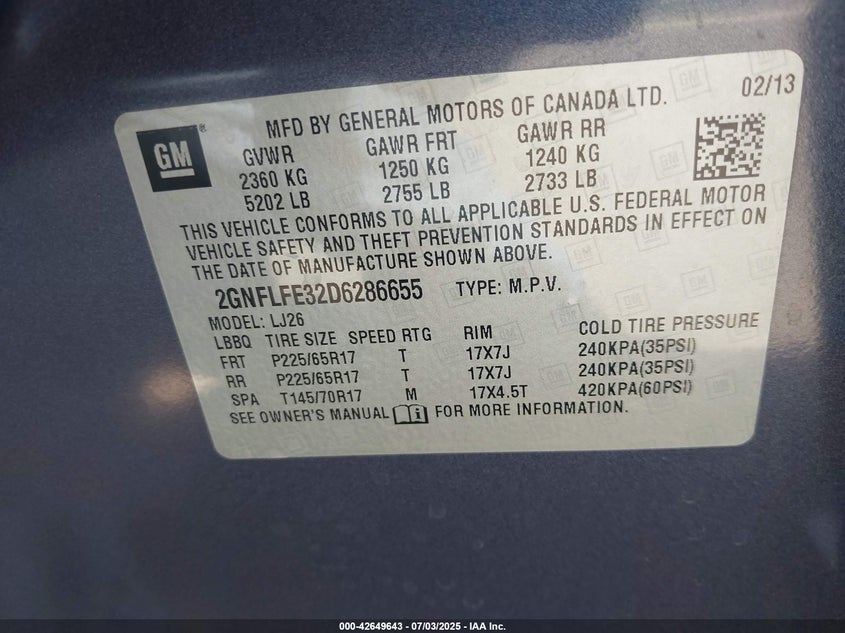 02/13
MFD BY GENERAL MOTORS OF CANADA LTD.
GM
GVWR GAWR FRT GAWR RR
2360 KG 1250 KG 1240 KG
5202 LB 2755 LB 2733 LB
THIS VEHICLE CONFORMS TO ALL APPLICABLE U.S. FEDERAL MOTOR
VEHICLE SAFETY AND THEFT PREVENTION STANDARDS IN EFFECT ON
THE DATE OF MANUFACTURE SHOWN ABOVE.
2GNFLFE32D6286655 TYPE: M.P.V.
MODEL: LJ26
LBBQ TIRE SIZE SPEED RTG RIM COLD TIRE PRESSURE
FRT P225/65R17 T 17X7J 240KPA(35PSI)
RR P225/65R17 T 17X7J 240KPA(35PSI)
SPA T145/70R17 M 17X4.5T 420KPA(60PSI)
SEE OWNER'S MANUAL FOR MORE INFORMATION.
000-42649643 - 07/03/2025 - IAA Inc.